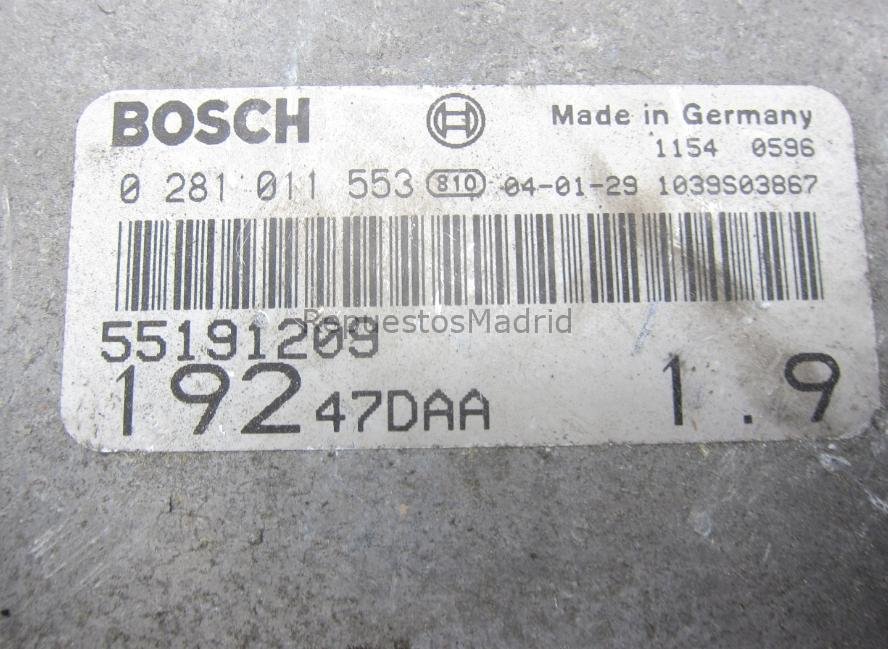 BOSCH
Made in Germany
1154 0596
0 281 011 553 810 04-01-29 1039S03867
55191209
RepuestosMadrid
192 47DAA 1.9